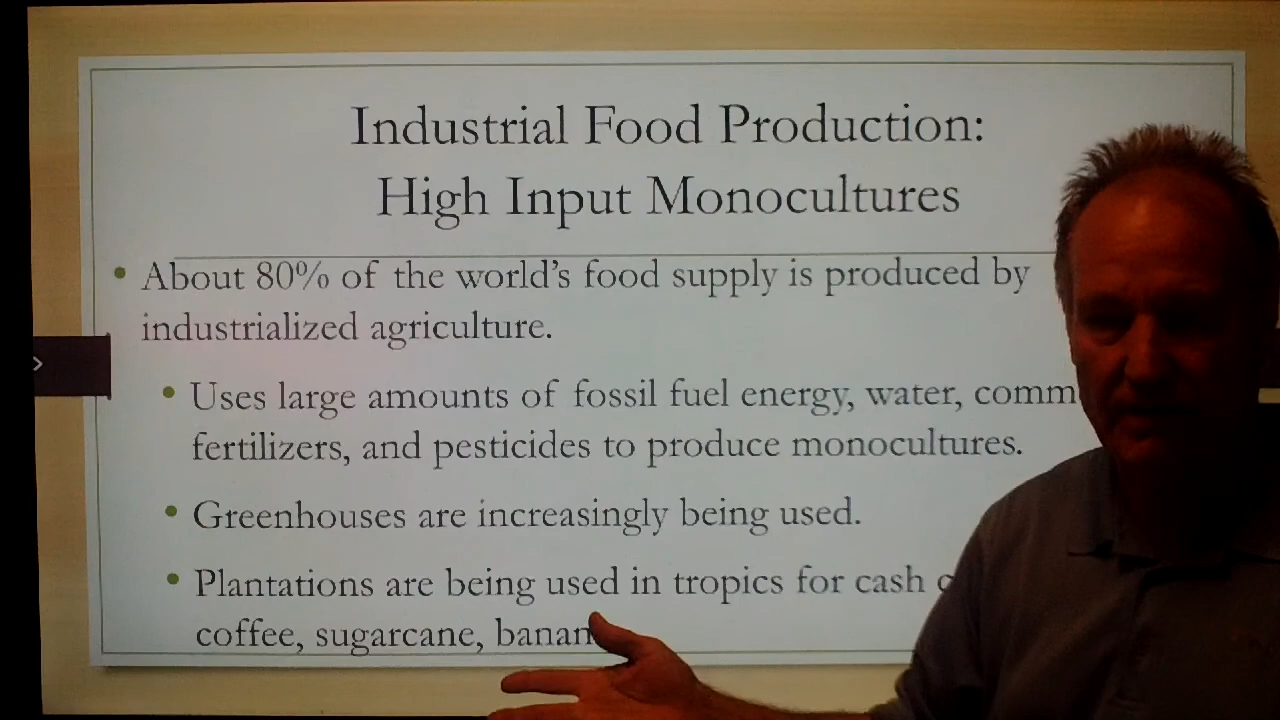 Industrial Food Production:
High Input Monocultures
• About 80% of the world's food supply is produced by
industrialized agriculture.
• Uses large amounts of fossil fuel energy, water,
fertilizers, and pesticides to produce monocultures.
• Greenhouses are increasingly being used.
• Plantations are being used in tropics for cash
coffee, sugarcane,